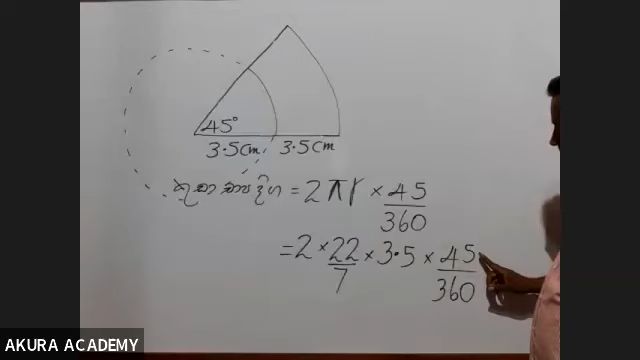 45°
3.5cm 3.5cm
කුඩා චාප දිග = 2πr × 45/360
= 2 × 22/7 × 3.5 × 45/360
AKURA ACADEMY